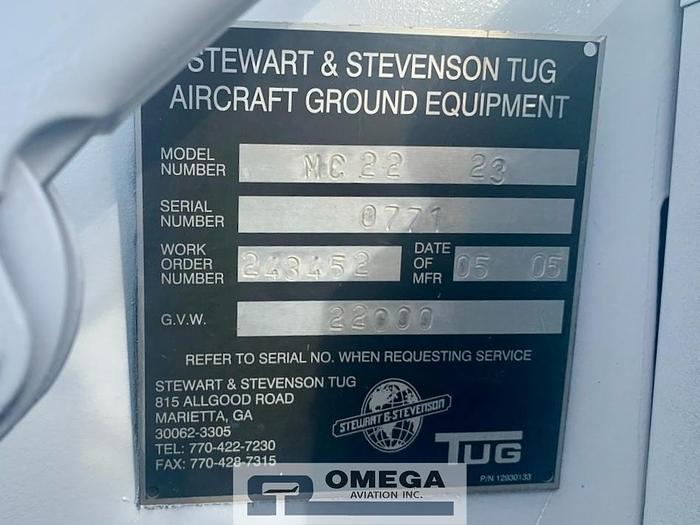 STEWART & STEVENSON TUG
AIRCRAFT GROUND EQUIPMENT
MODEL NUMBER MC22 23
SERIAL NUMBER 0771
WORK ORDER NUMBER 243452 DATE OF MFR 05 05
G.V.W. 22000
REFER TO SERIAL NO. WHEN REQUESTING SERVICE
STEWART & STEVENSON TUG
815 ALLGOOD ROAD
MARIETTA, GA
30062-3305
TEL: 770-422-7230
FAX: 770-428-7315
STEWART & STEVENSON
TUG
P/N 12930133
OMEGA
AVIATION INC.